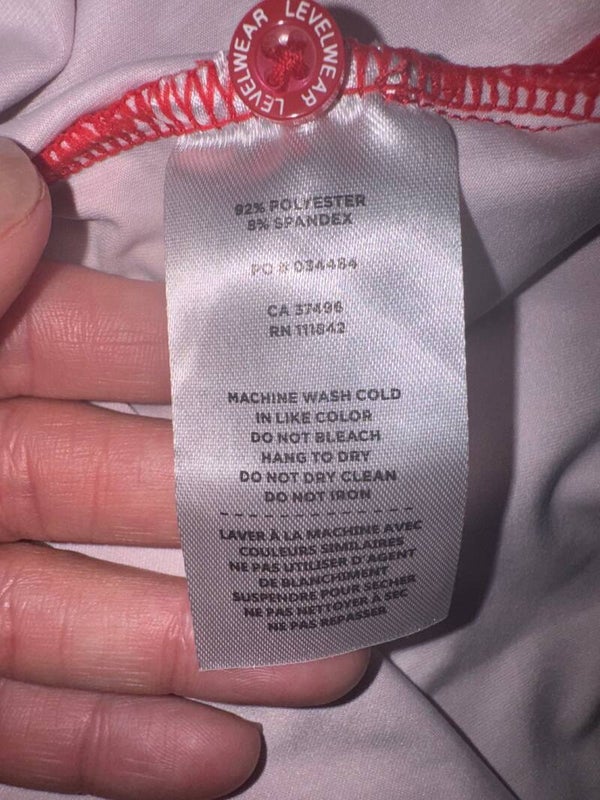 LEVELWEAR LEVELWEAR
92% POLYESTER
8% SPANDEX
PO # 034484
CA 37496
RN 111842
MACHINE WASH COLD
IN LIKE COLOR
DO NOT BLEACH
HANG TO DRY
DO NOT DRY CLEAN
DO NOT IRON
LAVER À LA MACHINE AVEC
COULEURS SIMILAIRES
NE PAS UTILISER D'AGENT
DE BLANCHIMENT
SUSPENDRE POUR SÉCHER
NE PAS NETTOYER À SEC
NE PAS REPASSER